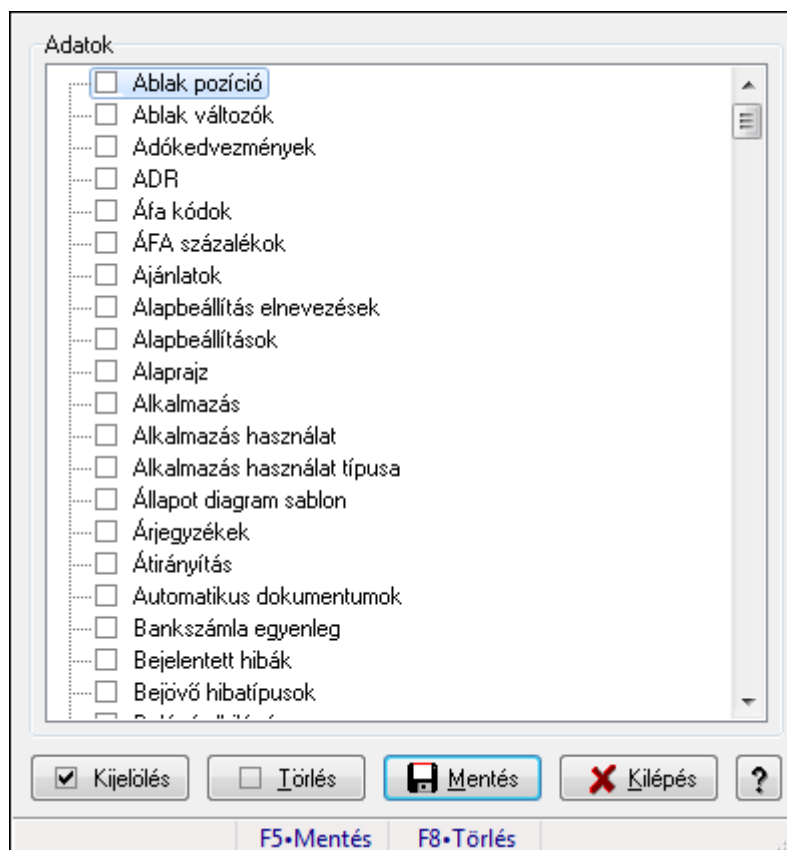 Adatok
Ablak pozíció
Ablak változók
Adókedvezmények
ADR
Áfa kódok
ÁFA százalékok
Ajánlatok
Alapbeállítás elnevezések
Alapbeállítások
Alaprajz
Alkalmazás
Alkalmazás használat
Alkalmazás használat típusa
Állapot diagram sablon
Árjegyzékek
Átirányítás
Automatikus dokumentumok
Bankszámla egyenleg
Bejelentett hibák
Bejövő hibatípusok
Kijelölés Törlés Mentés Kilépés ?
F5•Mentés F8•Törlés